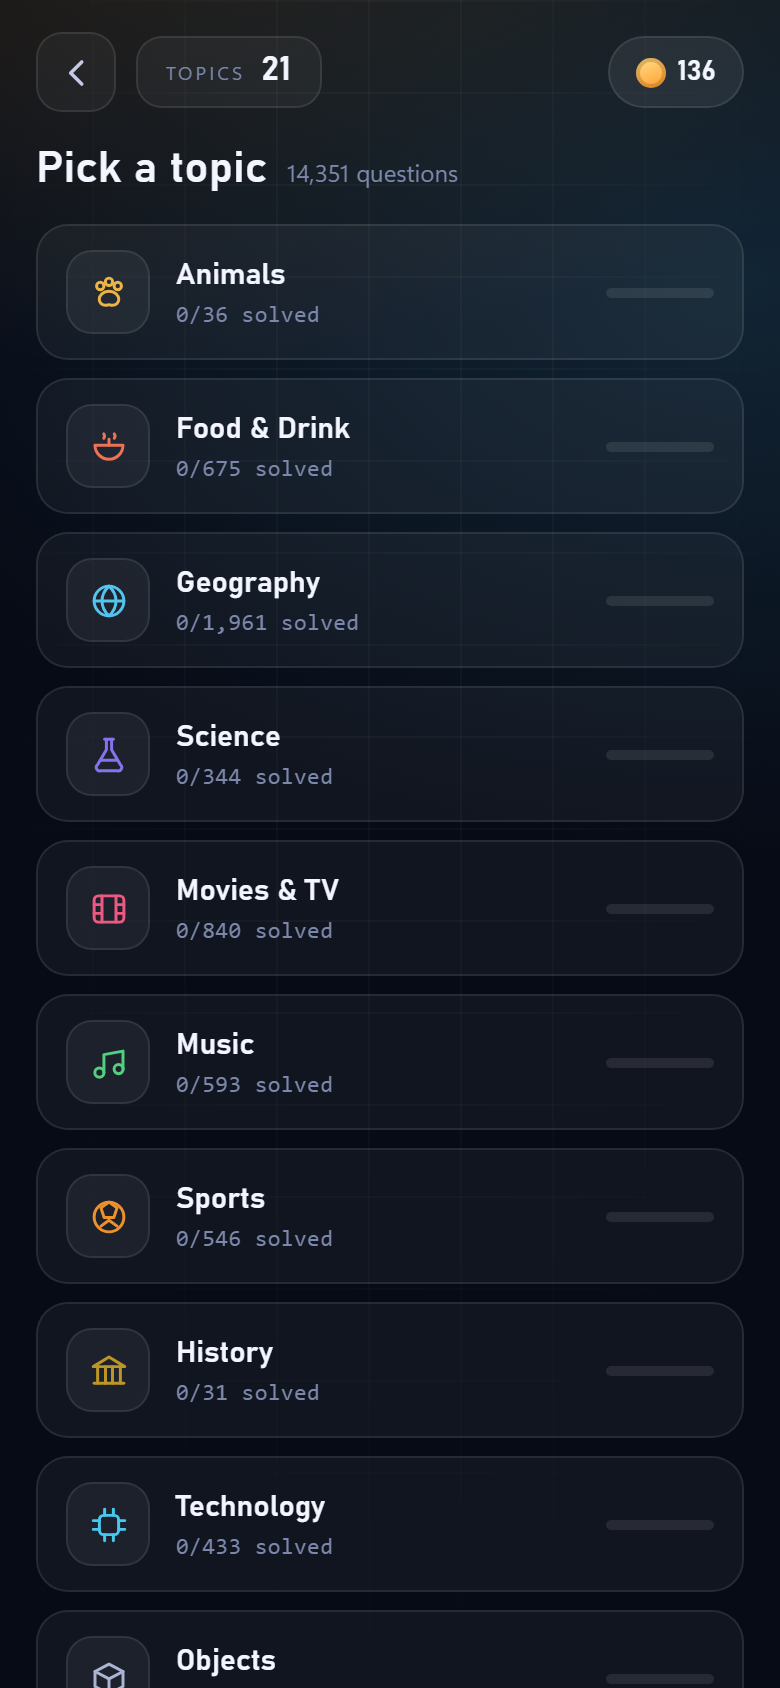 TOPICS 21
136
Pick a topic 14,351 questions
Animals
0/36 solved
Food & Drink
0/675 solved
Geography
0/1,961 solved
Science
0/344 solved
Movies & TV
0/840 solved
Music
0/593 solved
Sports
0/546 solved
History
0/31 solved
Technology
0/433 solved
Objects